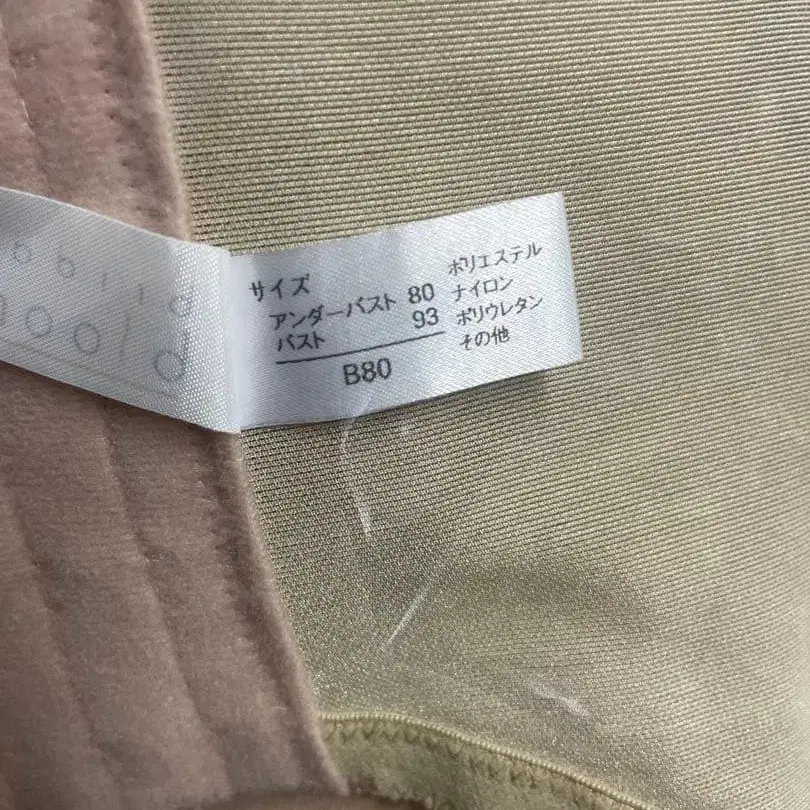 サイズ
アンダーバスト 80
バスト 93
B80
ポリエステル
ナイロン
ポリウレタン
その他